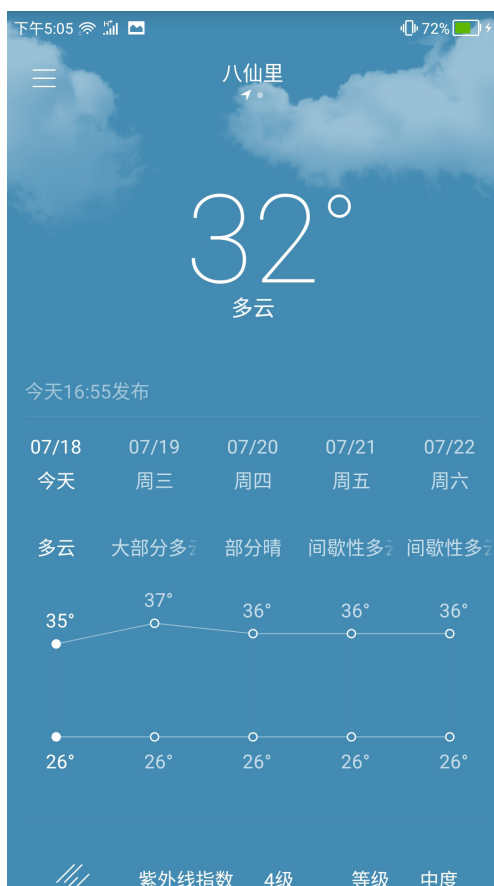 下午5:05 72%
八仙里
32°
多云
今天16:55发布
07/18 07/19 07/20 07/21 07/22
今天 周三 周四 周五 周六
多云 大部分多 部分晴 间歇性多 间歇性多
35° 37° 36° 36° 36°
26° 26° 26° 26° 26°
紫外线指数 4级 等级 中度